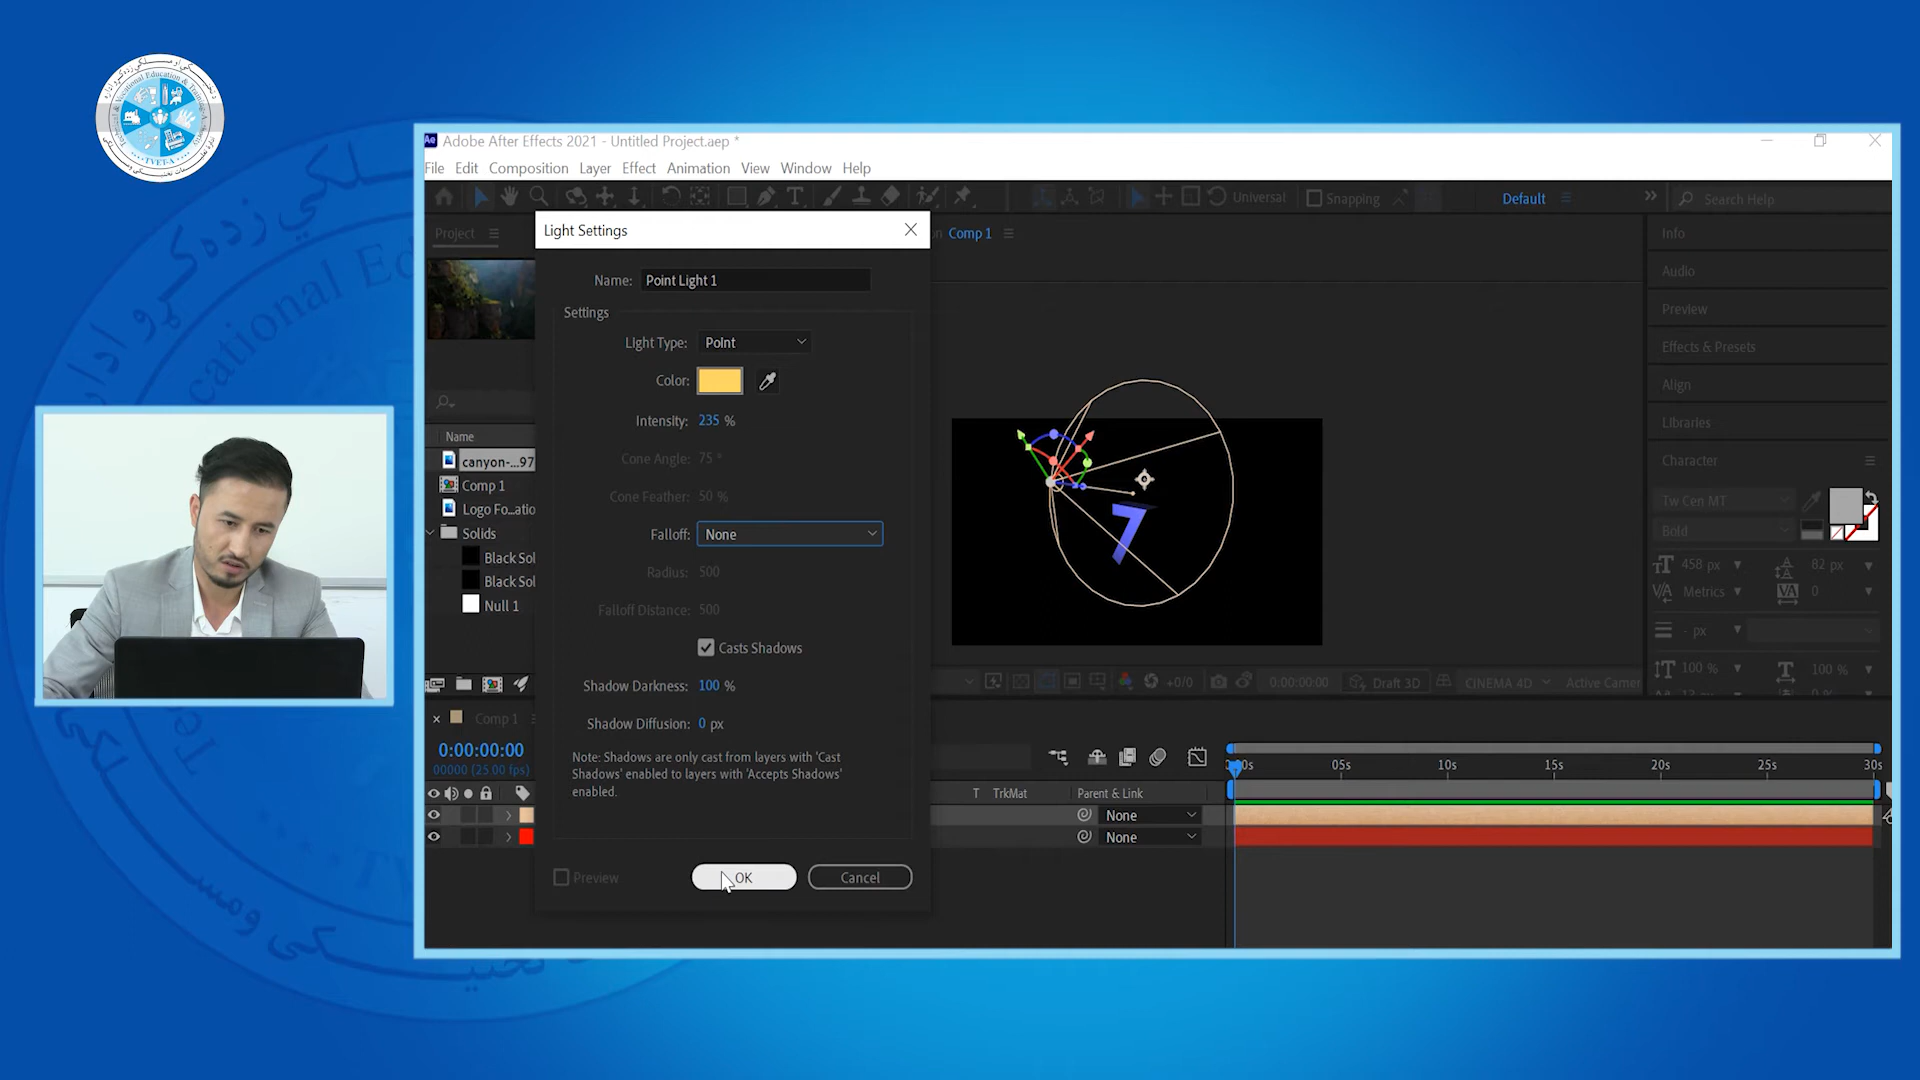 Technical & Vocational Education & Training Authority
TVET-A
Adobe After Effects 2021 - Untitled Project.aep *
File Edit Composition Layer Effect Animation View Window Help
Universal
Snapping
Default
Search Help
Project
Light Settings
Comp 1
Info
Audio
Preview
Effects & Presets
Align
Libraries
Character
Tw Cen MT
Bold
458 px
82 px
Metrics
0
- px
100 %
100 %
Name: Point Light 1
Settings
Light Type: Point
Color:
Intensity: 235 %
Cone Angle: 75 °
Cone Feather: 50 %
Falloff: None
Radius: 500
Falloff Distance: 500
Casts Shadows
Shadow Darkness: 100 %
Shadow Diffusion: 0 px
Note: Shadows are only cast from layers with 'Cast
Shadows' enabled to layers with 'Accepts Shadows'
enabled.
Preview
OK
Cancel
Name
canyon-...97
Comp 1
Logo Fo...atio
Solids
Black Sol
Black Sol
Null 1
7
+0/0
0:00:00:00
Draft 3D
CINEMA 4D
Active Camer
Comp 1
0:00:00:00
00000 (25.00 fps)
T TrkMat
Parent & Link
None
None
05s 10s 15s 20s 25s 30s